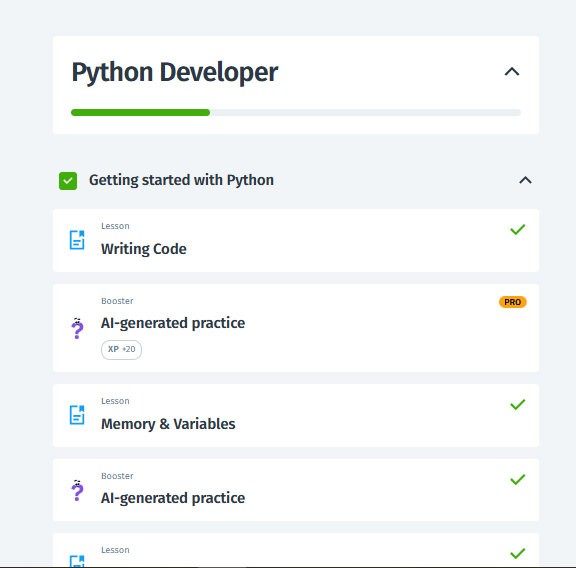 Python Developer
Getting started with Python
Lesson
Writing Code
Booster
PRO
AI-generated practice
XP +20
Lesson
Memory & Variables
Booster
AI-generated practice
Lesson